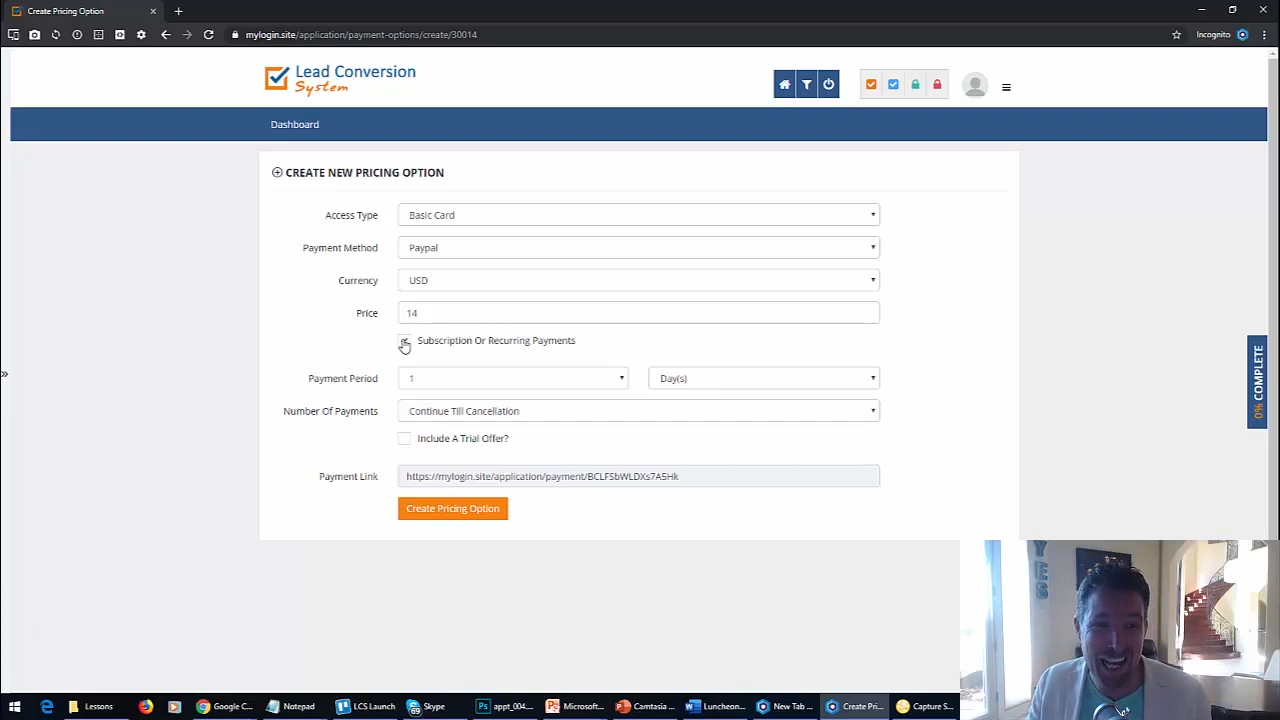 Create Pricing Option
mylogin.site/application/payment-options/create/30014
Incognito
Lead Conversion
System
Dashboard
CREATE NEW PRICING OPTION
Access Type
Basic Card
Payment Method
Paypal
Currency
USD
Price
14
Subscription Or Recurring Payments
Payment Period
1
Day(s)
Number Of Payments
Continue Till Cancellation
Include A Trial Offer?
Payment Link
https://mylogin.site/application/payment/BCLFSbWLDXs7A5Hk
Create Pricing Option
0% COMPLETE
YES
Lessons
Google C...
Notepad
LCS Launch
Skype
appt_004...
Microsoft...
Camtasia ...
Luncheon...
New Tab ...
Create Pri...
Capture S...